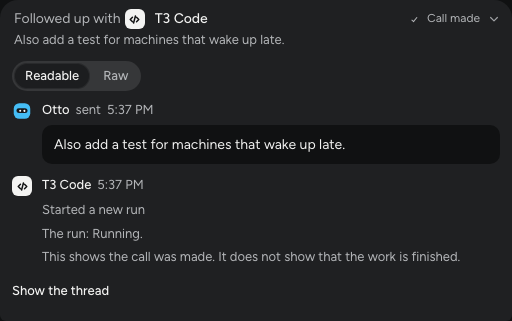 Followed up with T3 Code Call made
Also add a test for machines that wake up late.
Readable Raw
Otto sent 5:37 PM
Also add a test for machines that wake up late.
T3 Code 5:37 PM
Started a new run
The run: Running.
This shows the call was made. It does not show that the work is finished.
Show the thread